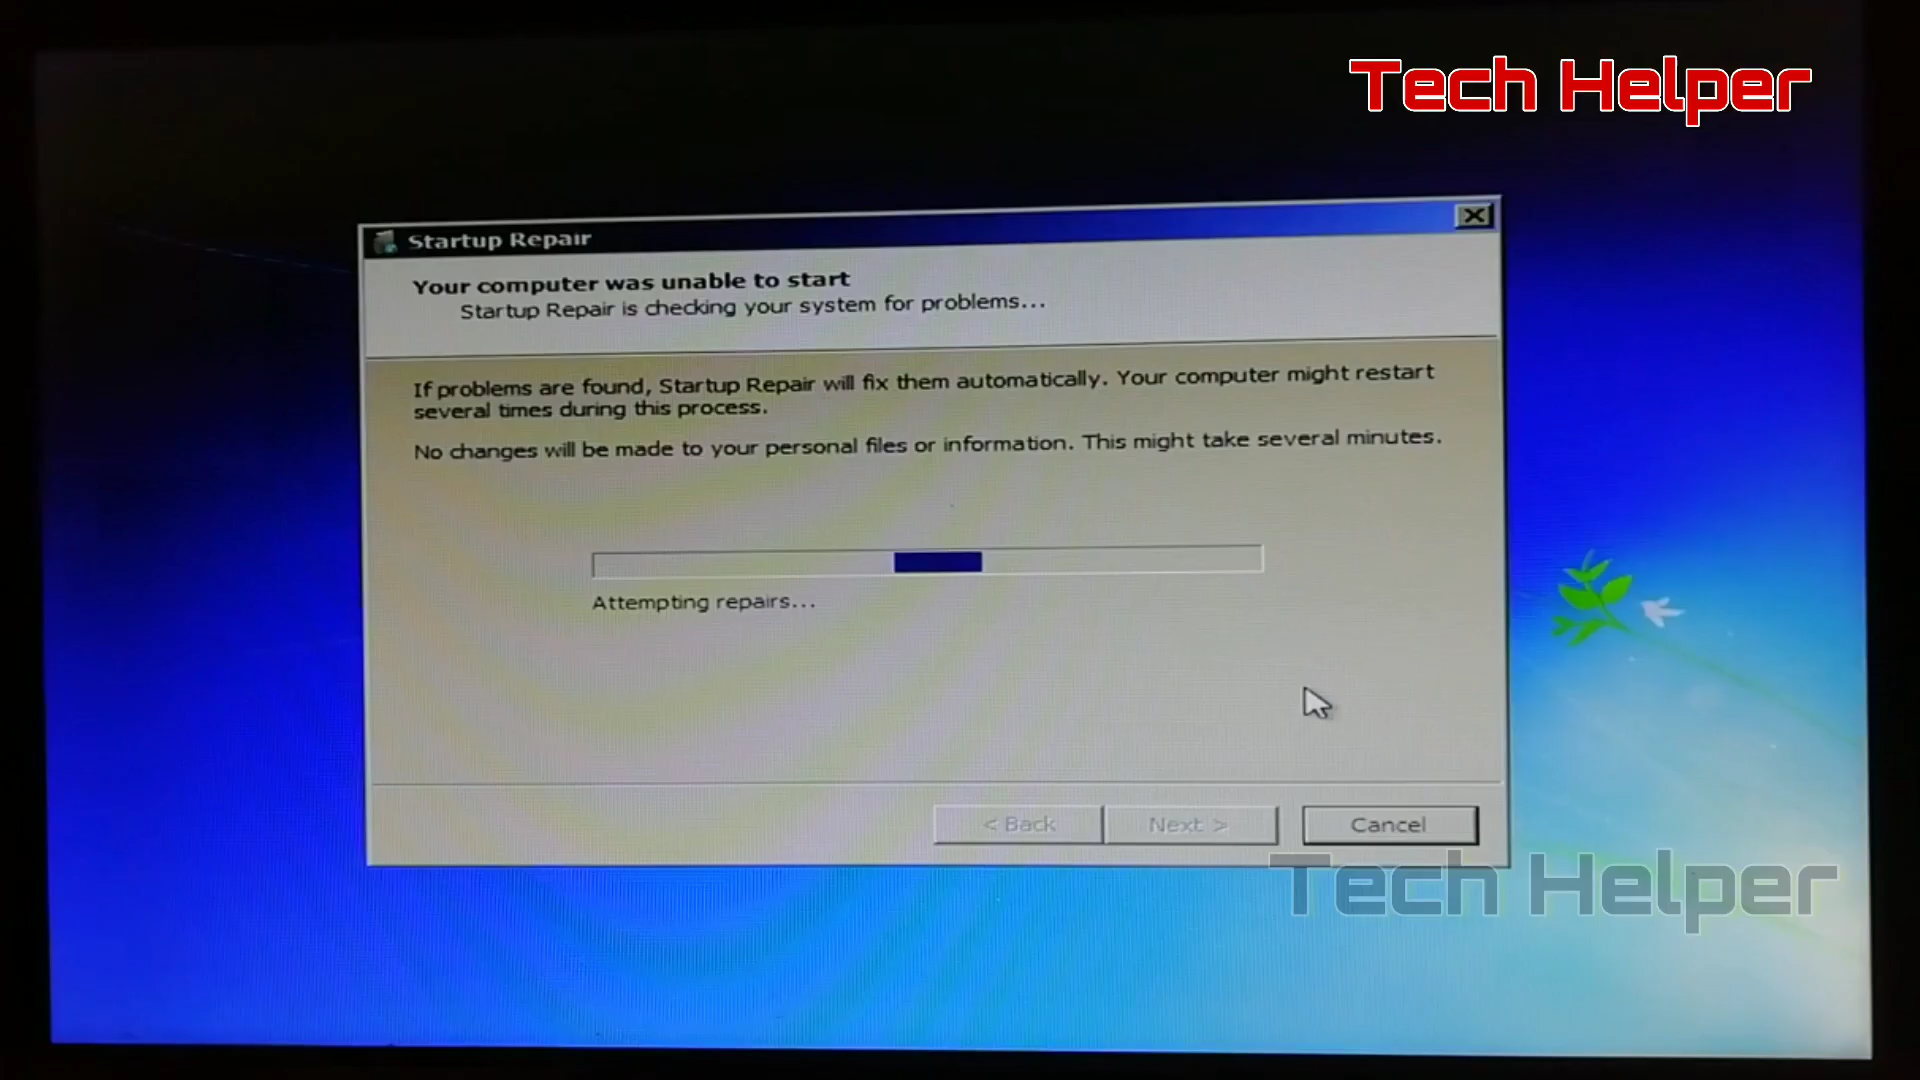 Tech Helper
Startup Repair
Your computer was unable to start
Startup Repair is checking your system for problems...
If problems are found, Startup Repair will fix them automatically. Your computer might restart
several times during this process.
No changes will be made to your personal files or information. This might take several minutes.
Attempting repairs...
< Back
Next >
Cancel
Tech Helper